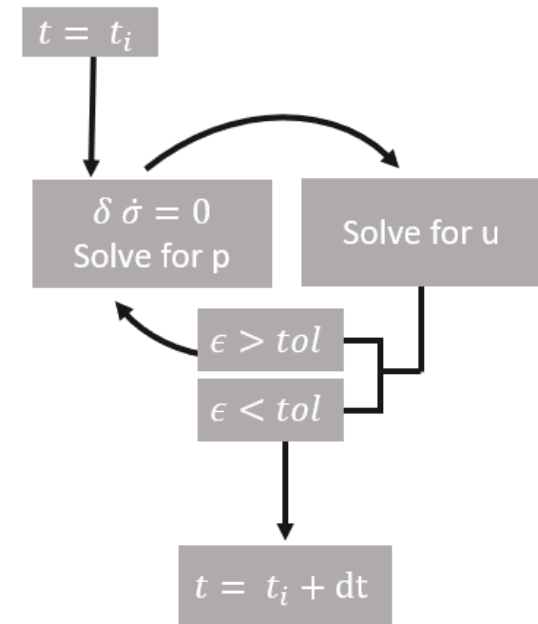 t = t_i
δ σ̇ = 0
Solve for p
Solve for u
ϵ > tol
ϵ < tol
t = t_i + dt